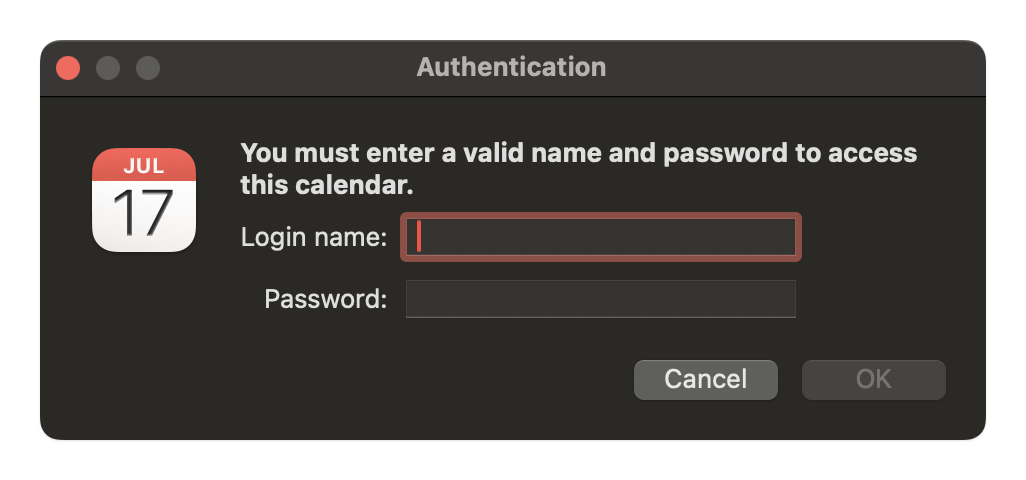 Authentication
JUL
17
You must enter a valid name and password to access
this calendar.
Login name:
Password:
Cancel
OK